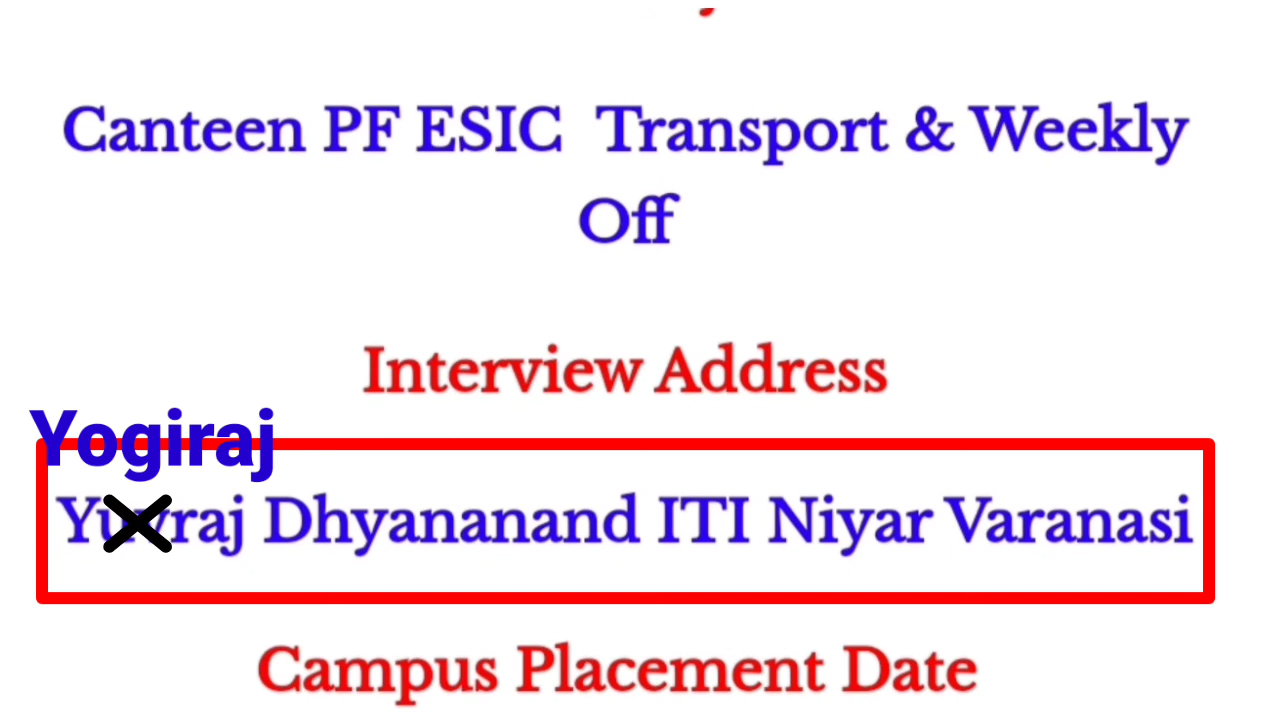 Canteen PF ESIC Transport & Weekly
Off
Interview Address
Yogiraj
Yuvraj Dhyananand ITI Niyar Varanasi
Campus Placement Date